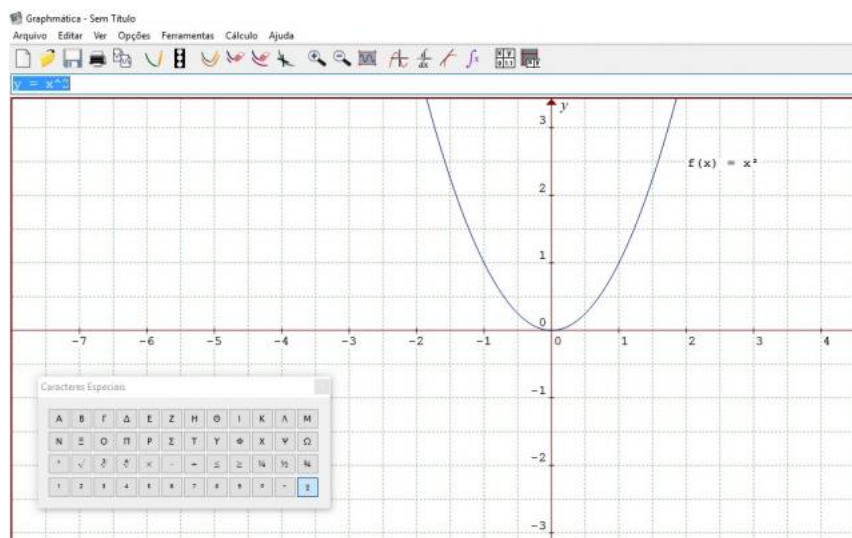 Graphmática - Sem Título
Arquivo Editar Ver Opções Ferramentas Cálculo Ajuda
y = x^2
y
3
f(x) = x²
2
1
0
-7 -6 -5 -4 -3 -2 -1 0 1 2 3 4
Caracteres Especiais
-1
Α Β Γ Δ Ε Ζ Η Θ Ι Κ Λ Μ
Ν Ξ Ο Π Ρ Σ Τ Υ Φ Χ Ψ Ω
√ × ÷ ≤ ≥ ¼ ½ ¾
-2
-3